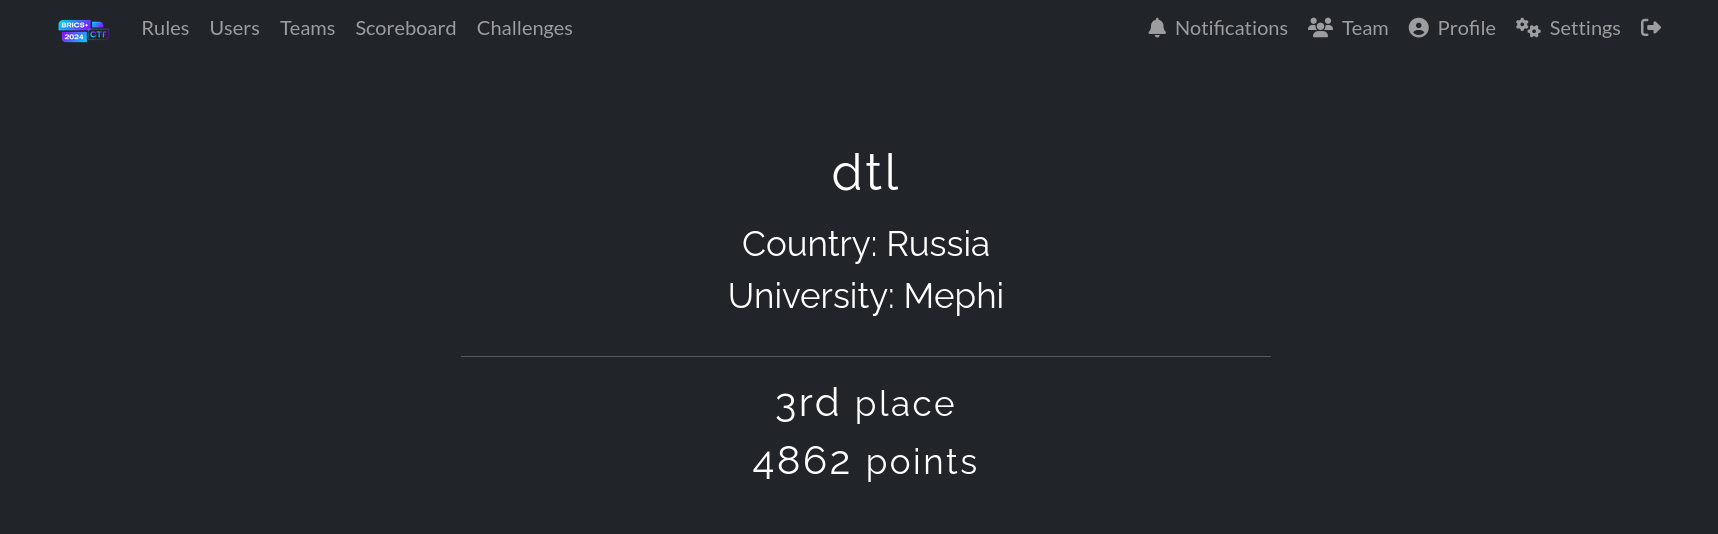 BRICS+
2024 CTF
Rules Users Teams Scoreboard Challenges Notifications Team Profile Settings
dtl
Country: Russia
University: Mephi
3rd place
4862 points